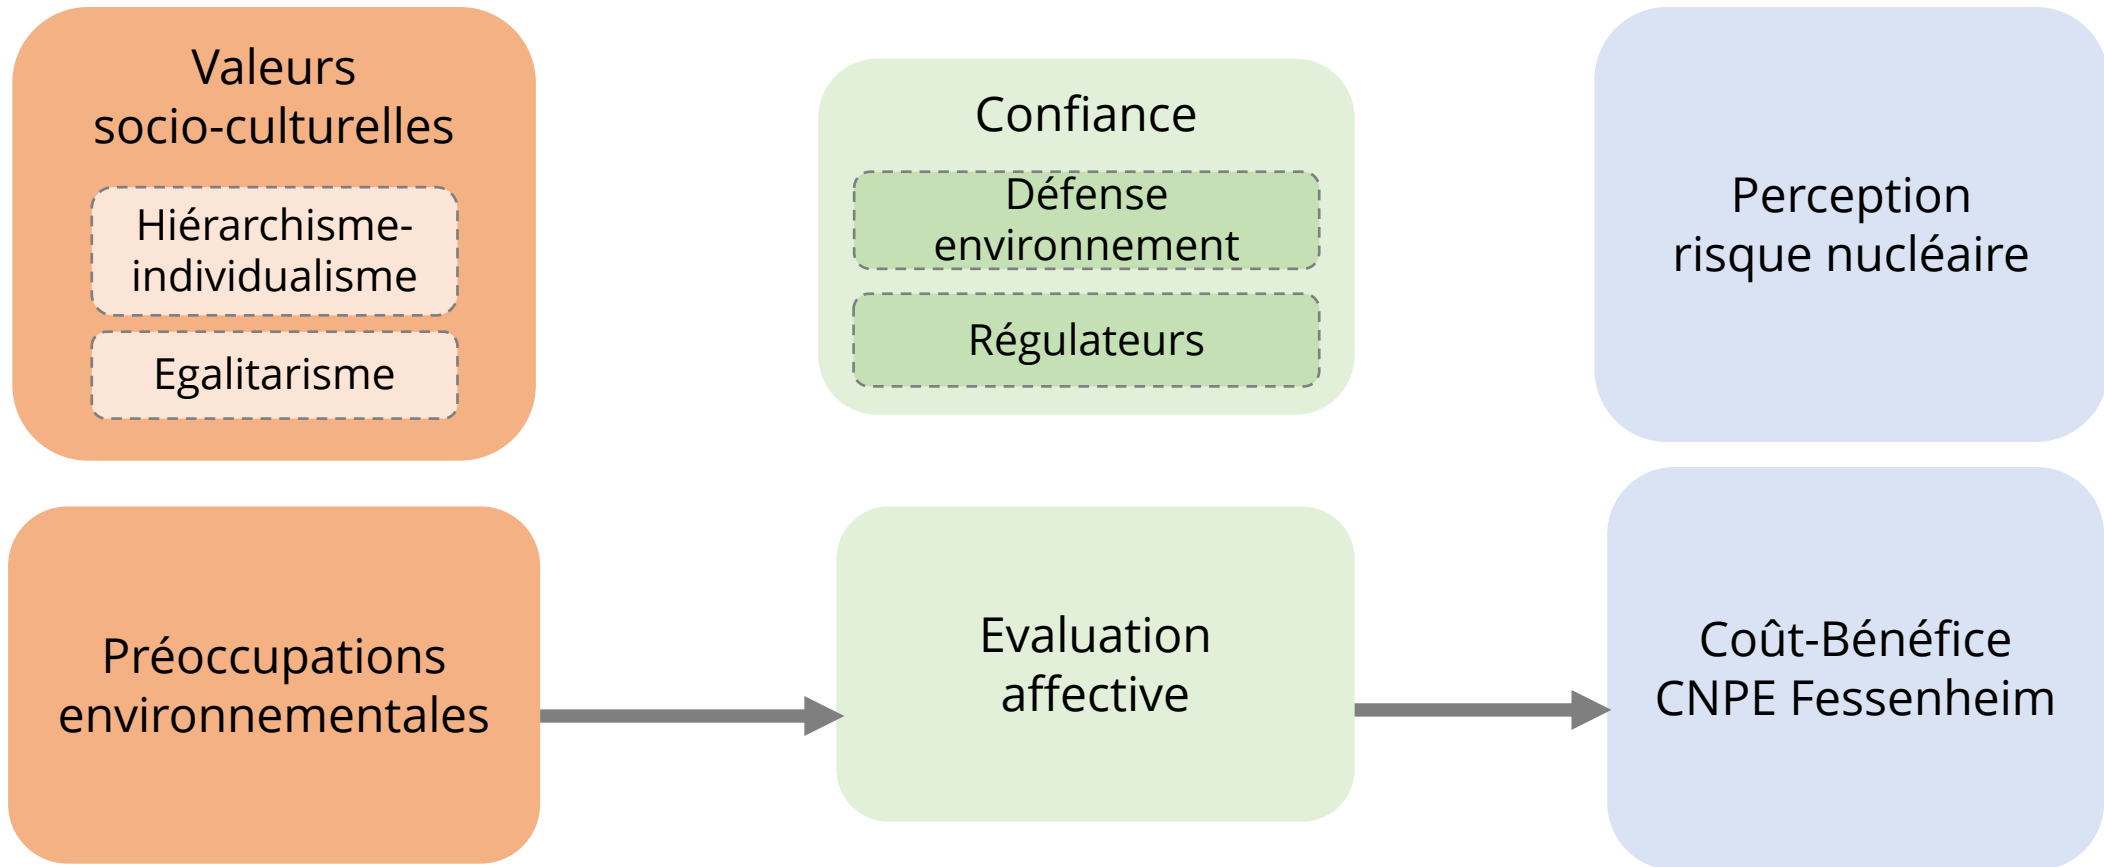 Valeurs
socio-culturelles
Hiérarchisme-
individualisme
Egalitarisme
Confiance
Défense
environnement
Régulateurs
Perception
risque nucléaire
Préoccupations
environnementales
Evaluation
affective
Coût-Bénéfice
CNPE Fessenheim